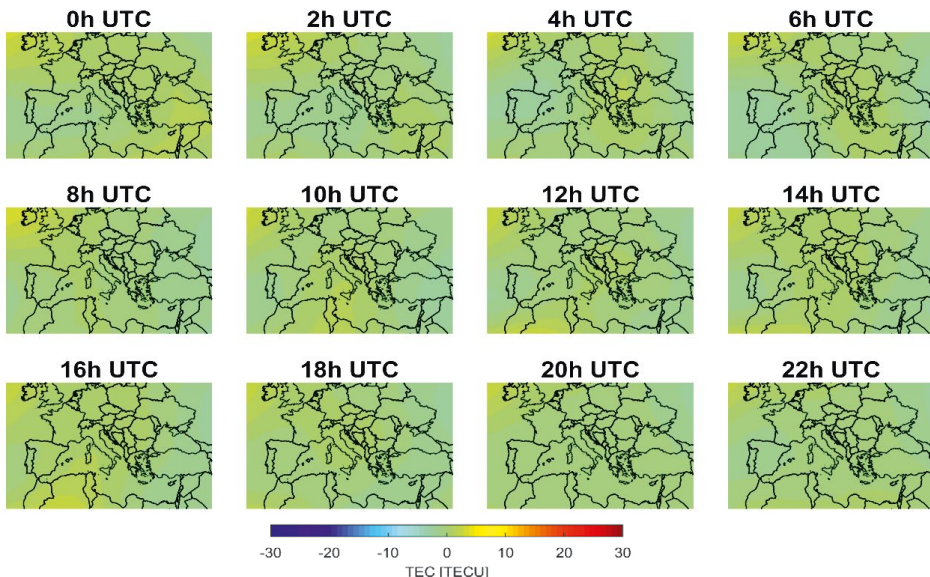 0h UTC 2h UTC 4h UTC 6h UTC
8h UTC 10h UTC 12h UTC 14h UTC
16h UTC 18h UTC 20h UTC 22h UTC
-30 -20 -10 0 10 20 30
TEC [TECU]